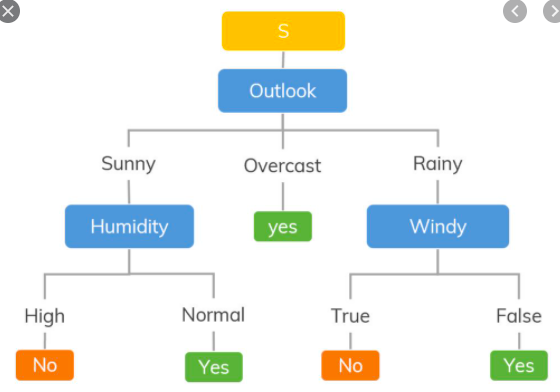 S
Outlook
Sunny Overcast Rainy
Humidity yes Windy
High Normal True False
No Yes No Yes